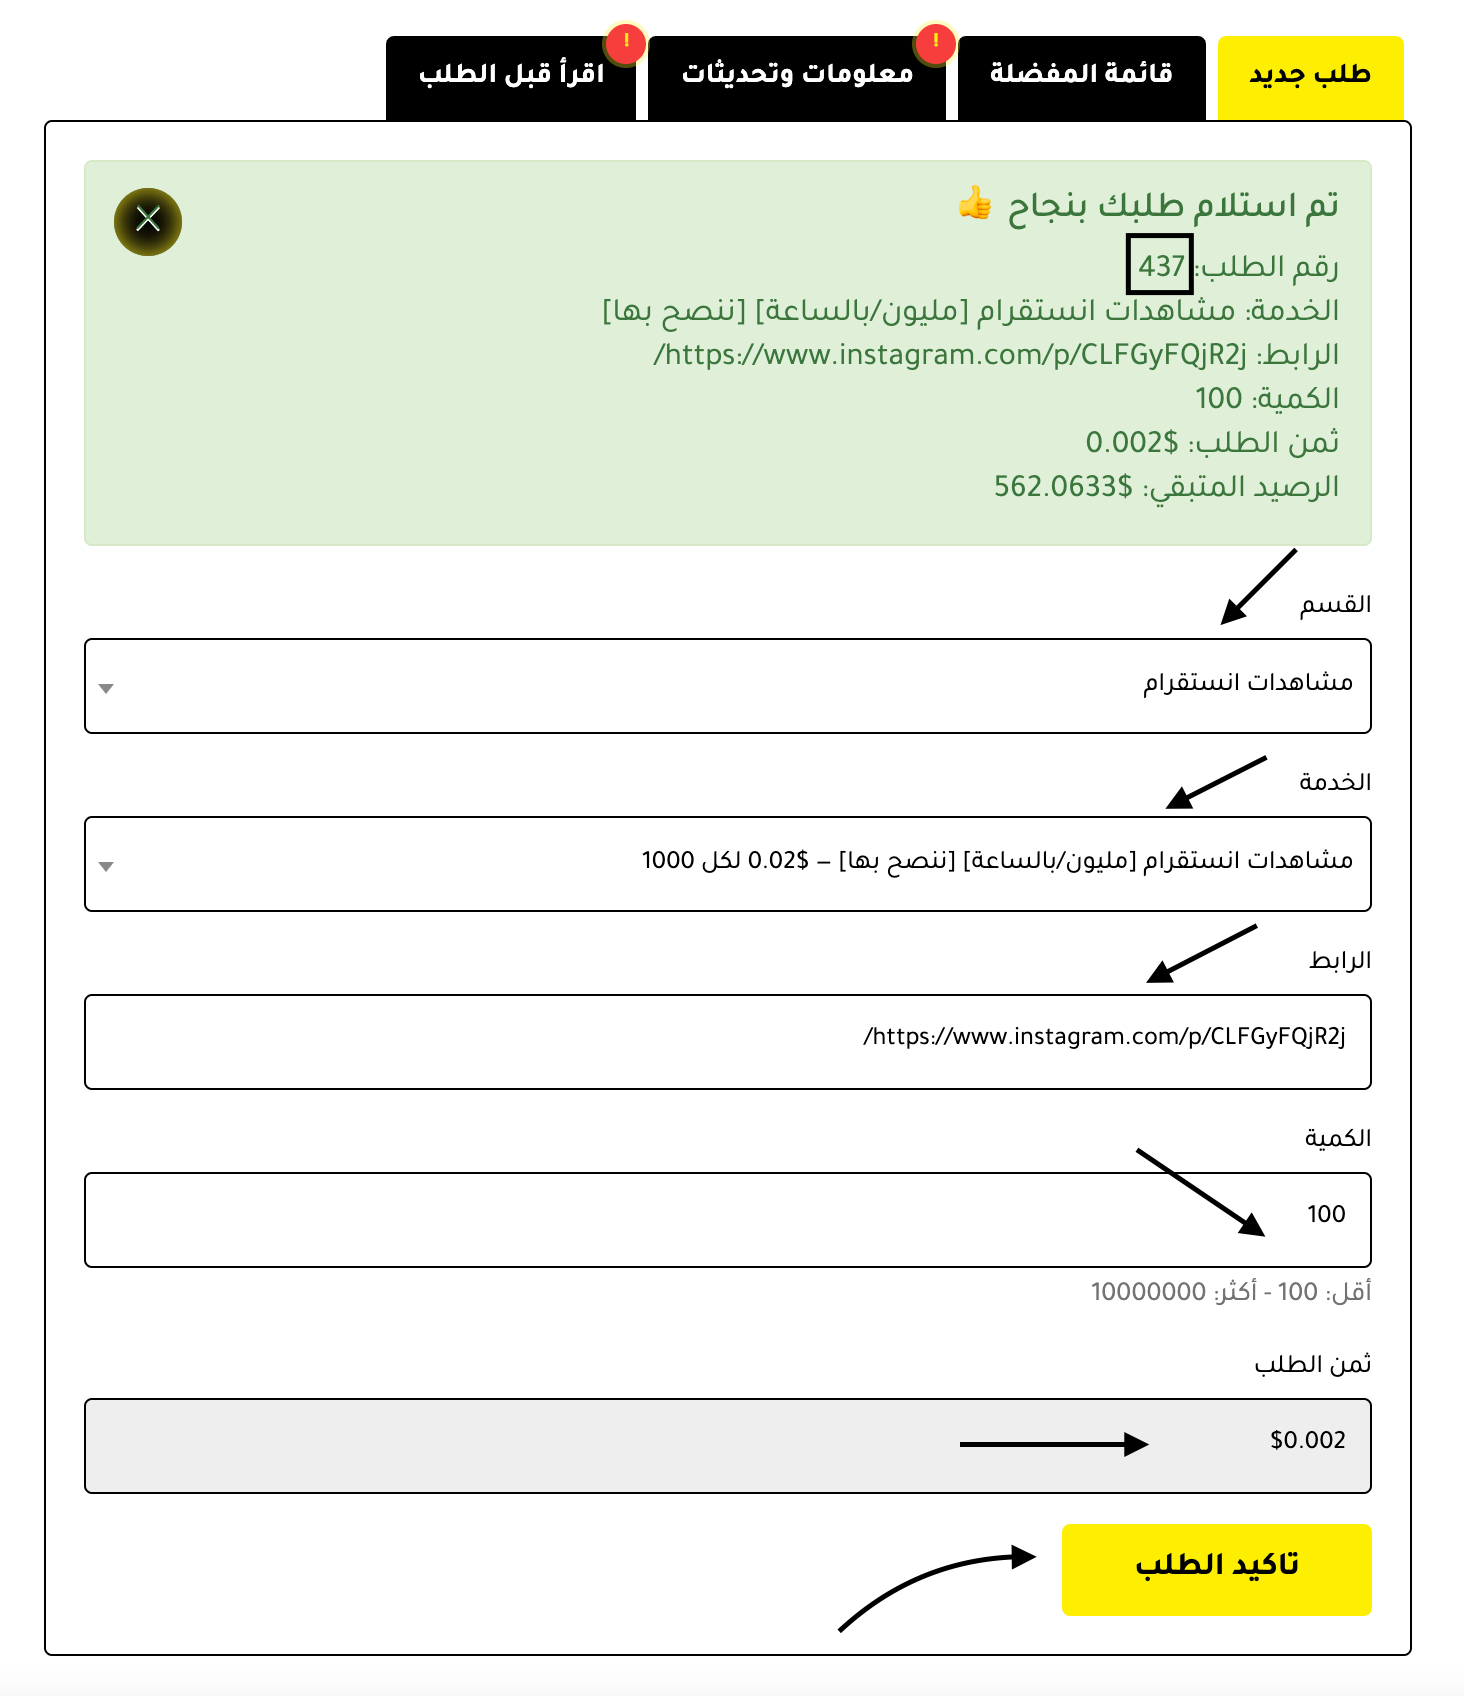 طلب جديد
قائمة المفضلة
معلومات وتحديثات
!
اقرأ قبل الطلب
!
تم استلام طلبك بنجاح 👍
رقم الطلب: 437
الخدمة: مشاهدات انستقرام [مليون/بالساعة] [ننصح بها]
الرابط: https://www.instagram.com/p/CLFGyFQjR2j/
الكمية: 100
ثمن الطلب: $0.002
الرصيد المتبقي: $562.0633
القسم
مشاهدات انستقرام
الخدمة
مشاهدات انستقرام [مليون/بالساعة] [ننصح بها] – $0.02 لكل 1000
الرابط
https://www.instagram.com/p/CLFGyFQjR2j/
الكمية
100
أقل: 100 - أكثر: 10000000
ثمن الطلب
$0.002
تاكيد الطلب